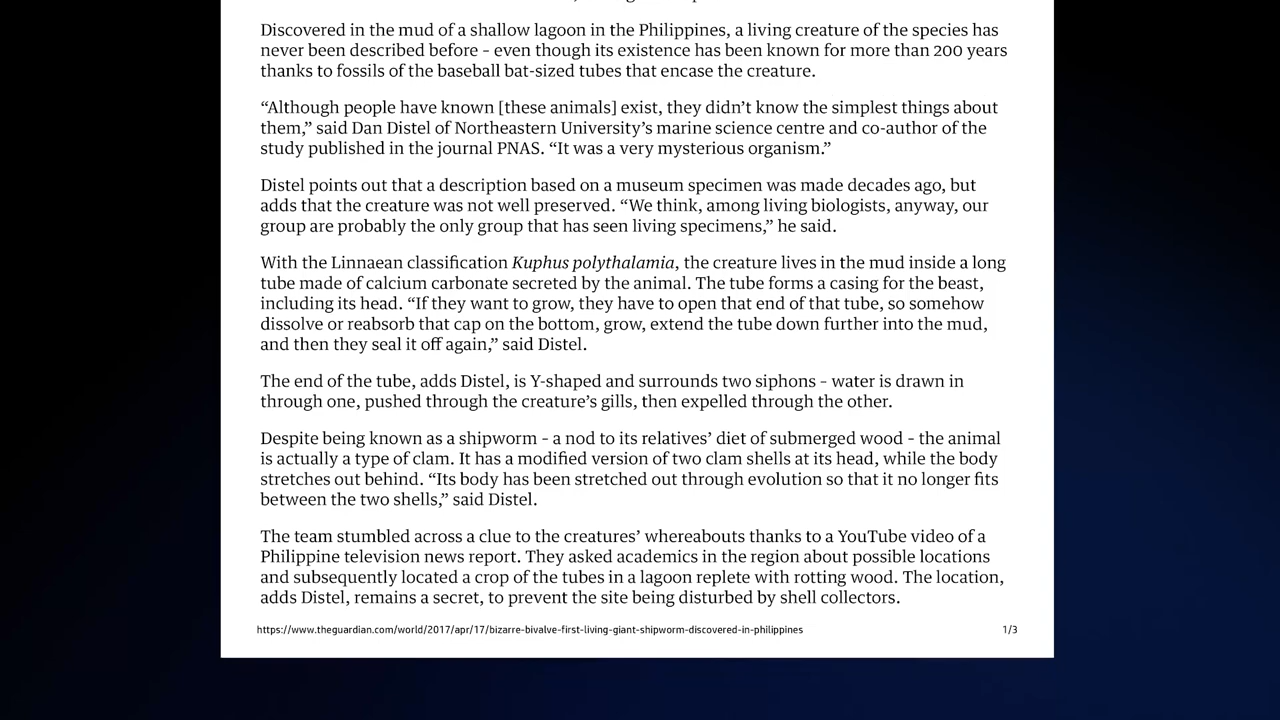 Discovered in the mud of a shallow lagoon in the Philippines, a living creature of the species has
never been described before – even though its existence has been known for more than 200 years
thanks to fossils of the baseball bat-sized tubes that encase the creature.
“Although people have known [these animals] exist, they didn’t know the simplest things about
them,” said Dan Distel of Northeastern University’s marine science centre and co-author of the
study published in the journal PNAS. “It was a very mysterious organism.”
Distel points out that a description based on a museum specimen was made decades ago, but
adds that the creature was not well preserved. “We think, among living biologists, anyway, our
group are probably the only group that has seen living specimens,” he said.
With the Linnaean classification Kuphus polythalamia, the creature lives in the mud inside a long
tube made of calcium carbonate secreted by the animal. The tube forms a casing for the beast,
including its head. “If they want to grow, they have to open that end of that tube, so somehow
dissolve or reabsorb that cap on the bottom, grow, extend the tube down further into the mud,
and then they seal it off again,” said Distel.
The end of the tube, adds Distel, is Y-shaped and surrounds two siphons – water is drawn in
through one, pushed through the creature’s gills, then expelled through the other.
Despite being known as a shipworm – a nod to its relatives’ diet of submerged wood – the animal
is actually a type of clam. It has a modified version of two clam shells at its head, while the body
stretches out behind. “Its body has been stretched out through evolution so that it no longer fits
between the two shells,” said Distel.
The team stumbled across a clue to the creatures’ whereabouts thanks to a YouTube video of a
Philippine television news report. They asked academics in the region about possible locations
and subsequently located a crop of the tubes in a lagoon replete with rotting wood. The location,
adds Distel, remains a secret, to prevent the site being disturbed by shell collectors.
https://www.theguardian.com/world/2017/apr/17/bizarre-bivalve-first-living-giant-shipworm-discovered-in-philippines 1/3